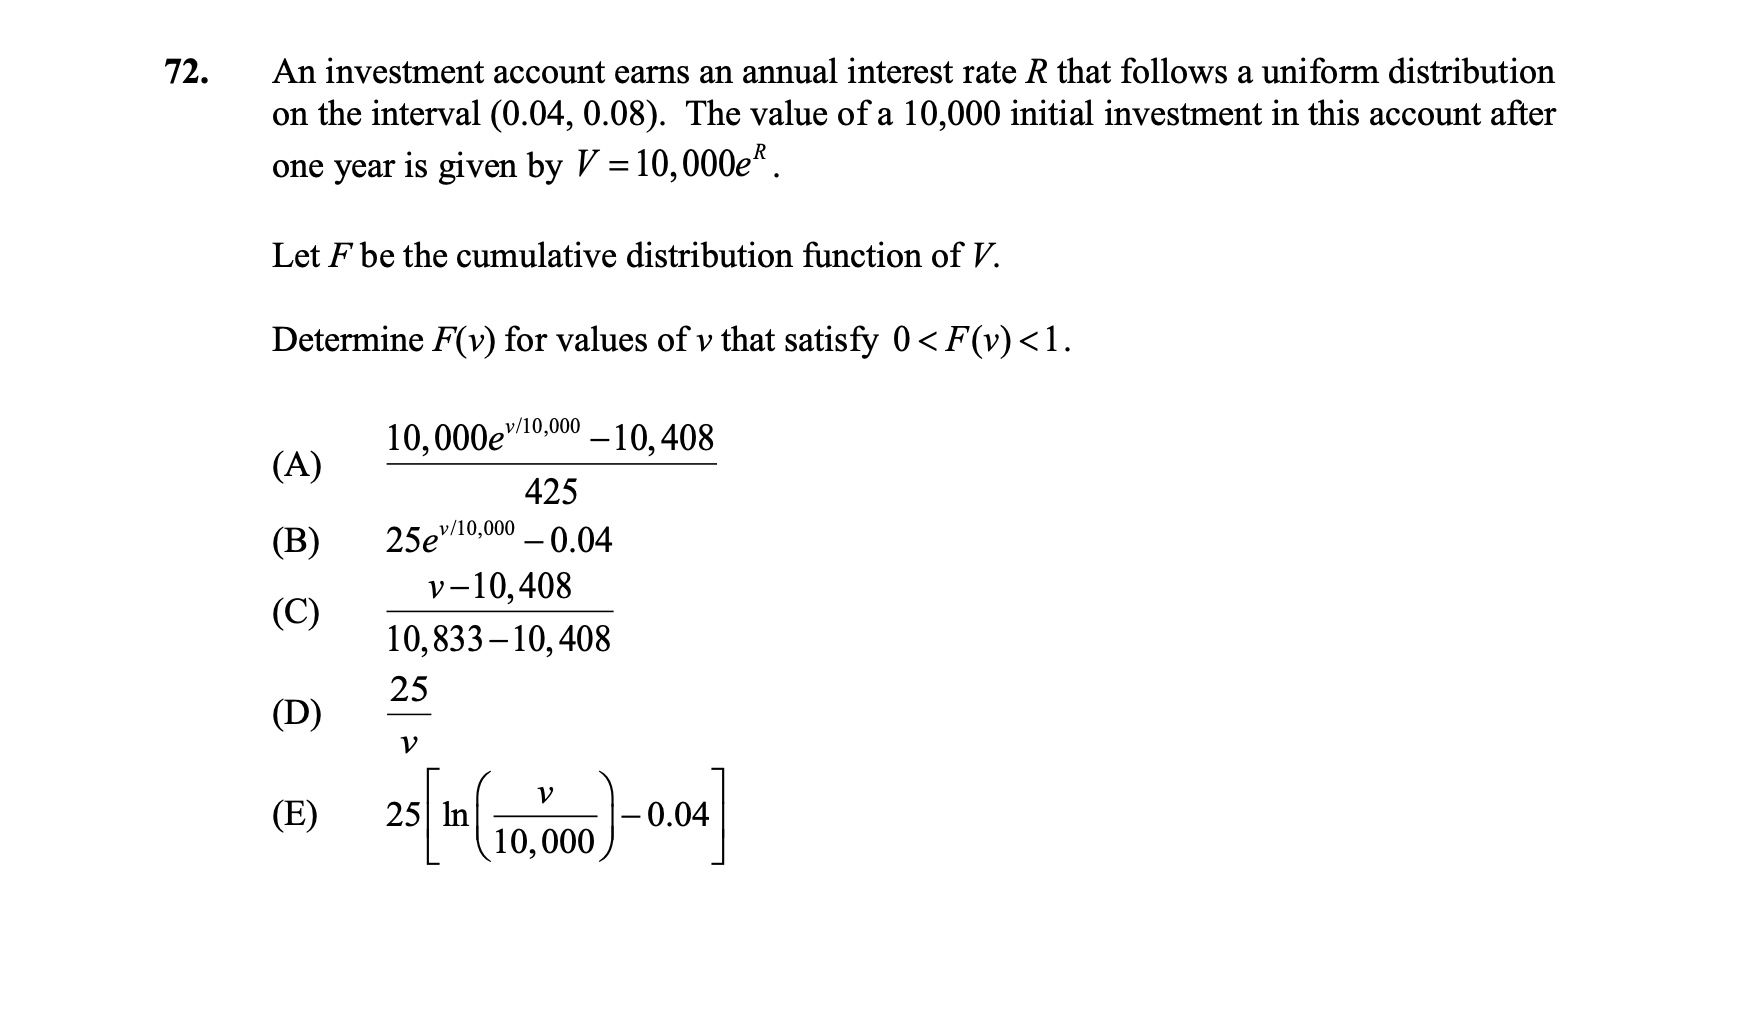 72. An investment account earns an annual interest rate R that follows a uniform distribution
on the interval (0.04, 0.08). The value of a 10,000 initial investment in this account after
one year is given by V = 10,000e^R .
Let F be the cumulative distribution function of V.
Determine F(v) for values of v that satisfy 0 < F(v) < 1.
(A) \frac{10,000e^{v/10,000} – 10,408}{425}
(B) 25e^{v/10,000} – 0.04
(C) \frac{v – 10,408}{10,833 – 10,408}
(D) \frac{25}{v}
(E) 25[ln(\frac{v}{10,000}) – 0.04]